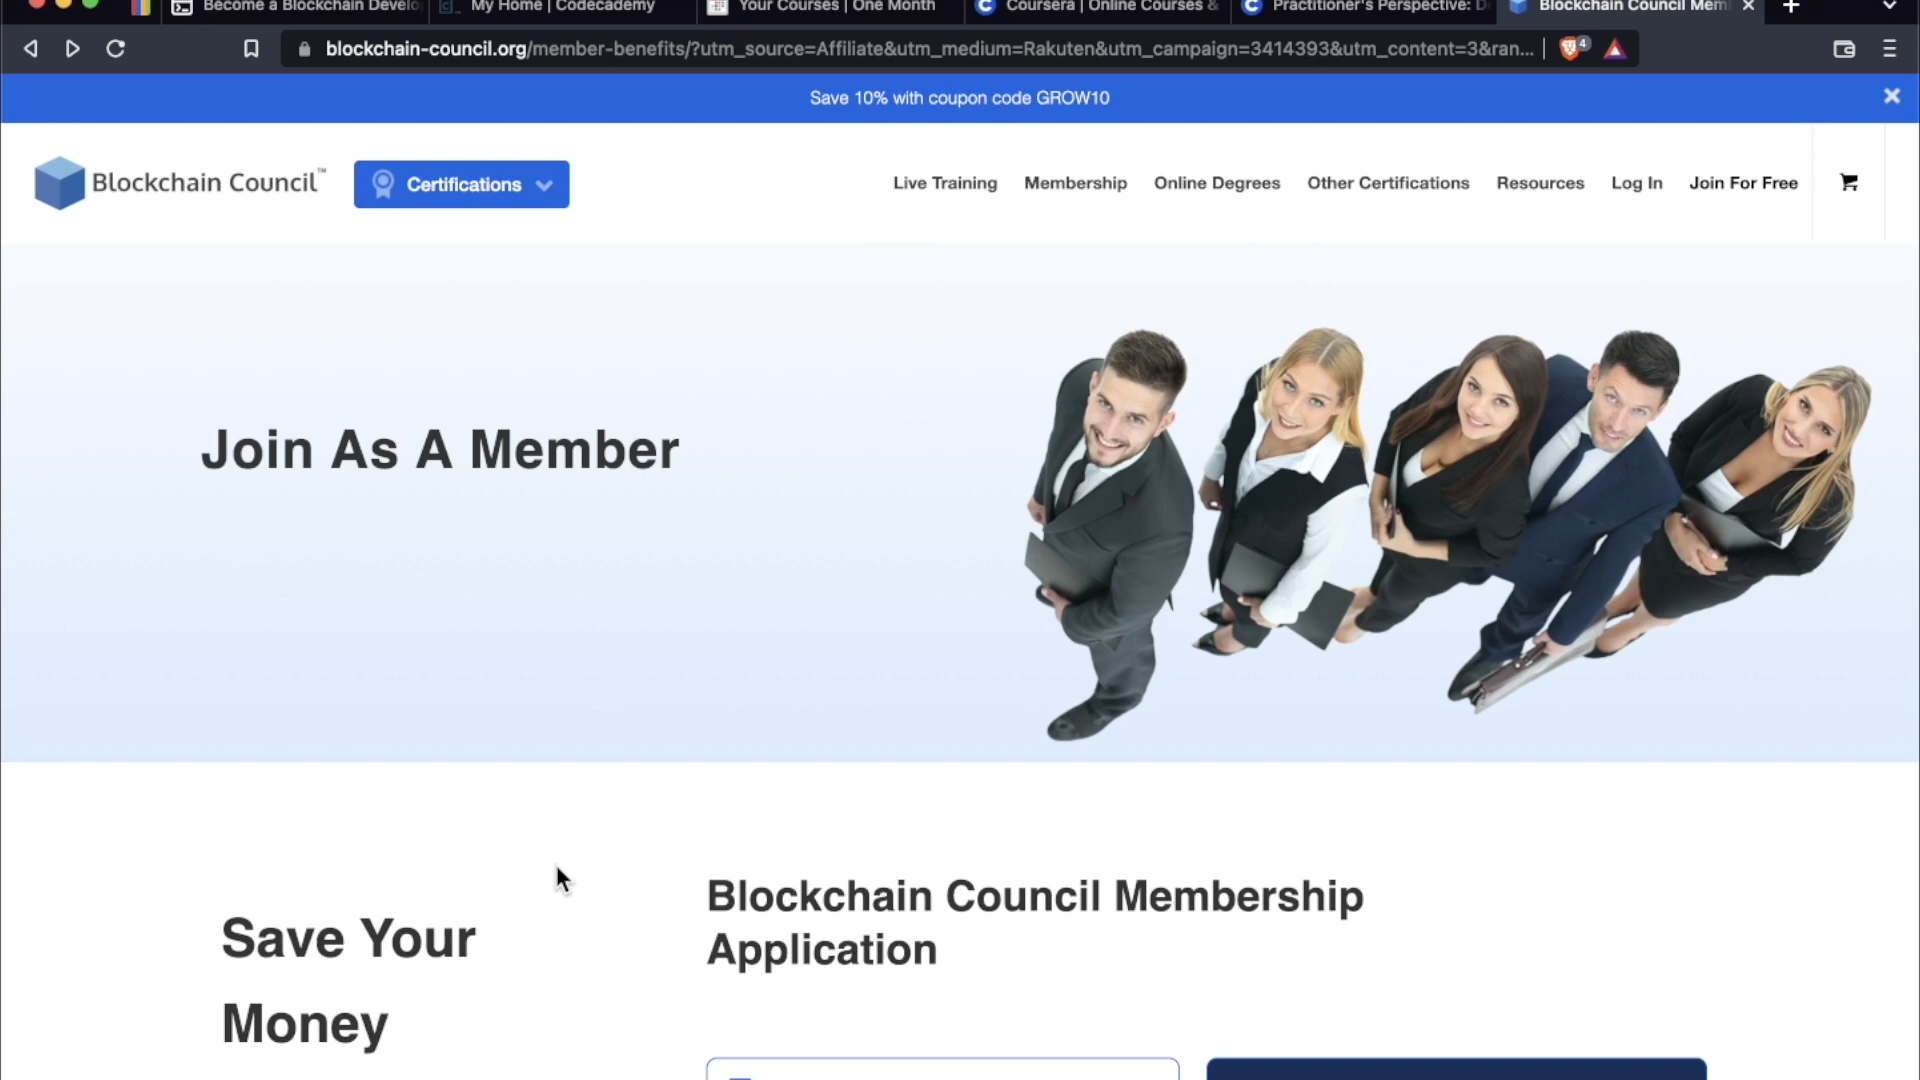 Become a Blockchain Develo
My Home | Codecademy
Your Courses | One Month
Coursera | Online Courses &
Practitioner's Perspective: D
Blockchain Council Mem
blockchain-council.org/member-benefits/?utm_source=Affiliate&utm_medium=Rakuten&utm_campaign=3414393&utm_content=3&ran...
4
Save 10% with coupon code GROW10
Blockchain Council™
Certifications
Live Training
Membership
Online Degrees
Other Certifications
Resources
Log In
Join For Free
Join As A Member
Save Your
Money
Blockchain Council Membership
Application